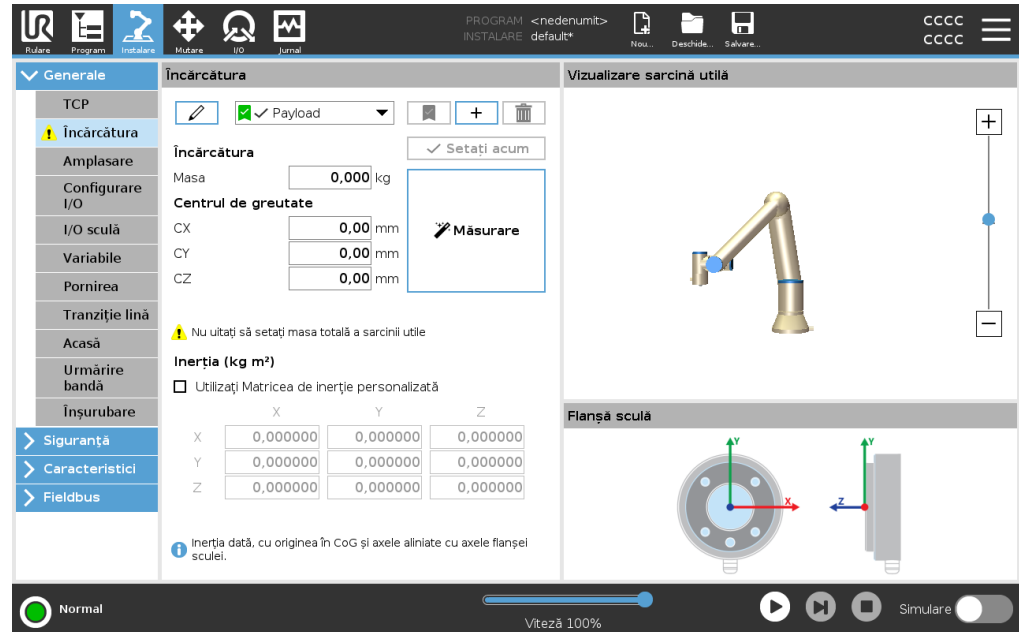 Rulare
Program
Instalare
Mutare
I/O
Jurnal
PROGRAM <nedenumit>
INSTALARE default*
Nou...
Deschide...
Salvare...
cccc
cccc
Generale
TCP
Încărcătura
Amplasare
Configurare
I/O
I/O sculă
Variabile
Pornirea
Tranziție lină
Acasă
Urmărire
bandă
Înșurubare
Siguranță
Caracteristici
Fieldbus
Încărcătura
Payload
Setați acum
Încărcătura
Masa 0,000 kg
Centrul de greutate
CX 0,00 mm
CY 0,00 mm
CZ 0,00 mm
Măsurare
Nu uitați să setați masa totală a sarcinii utile
Inerția (kg m²)
Utilizați Matricea de inerție personalizată
X Y Z
X 0,000000 0,000000 0,000000
Y 0,000000 0,000000 0,000000
Z 0,000000 0,000000 0,000000
Inerția dată, cu originea în CoG și axele aliniate cu axele flanșei
sculei.
Vizualizare sarcină utilă
Flanșă sculă
Y
X
Y
Z
Normal
Viteză 100%
Simulare